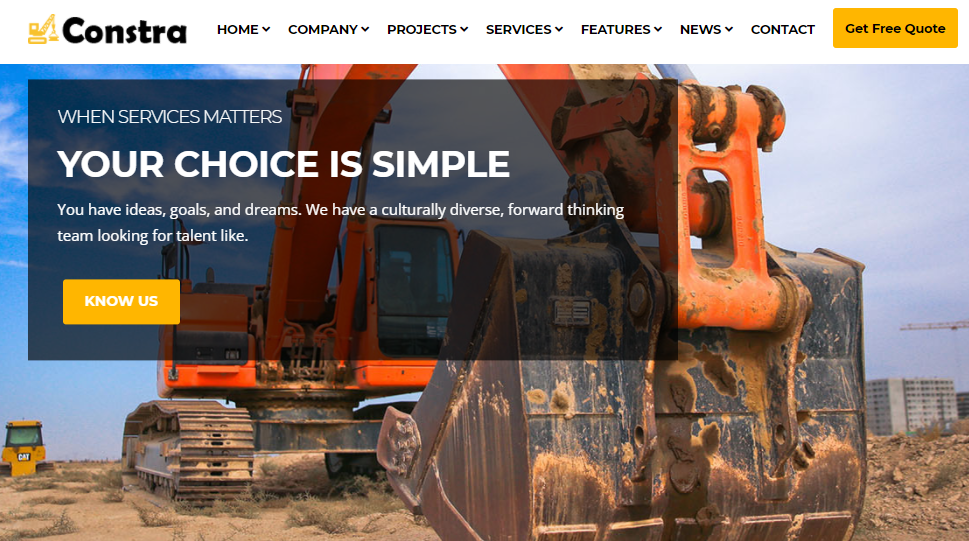 Constra
HOME COMPANY PROJECTS SERVICES FEATURES NEWS CONTACT Get Free Quote
WHEN SERVICES MATTERS
YOUR CHOICE IS SIMPLE
You have ideas, goals, and dreams. We have a culturally diverse, forward thinking
team looking for talent like.
KNOW US
CAT